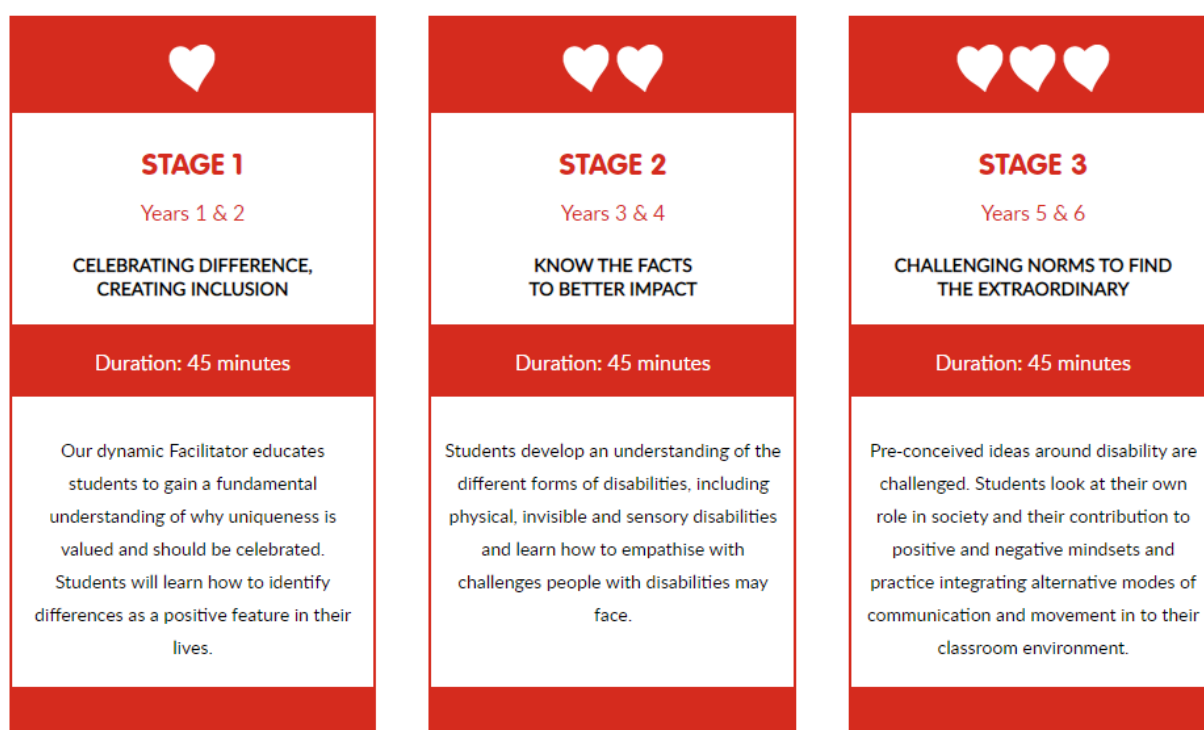 STAGE 1
Years 1 & 2
CELEBRATING DIFFERENCE,
CREATING INCLUSION
Duration: 45 minutes
Our dynamic Facilitator educates
students to gain a fundamental
understanding of why uniqueness is
valued and should be celebrated.
Students will learn how to identify
differences as a positive feature in their
lives.
STAGE 2
Years 3 & 4
KNOW THE FACTS
TO BETTER IMPACT
Duration: 45 minutes
Students develop an understanding of the
different forms of disabilities, including
physical, invisible and sensory disabilities
and learn how to empathise with
challenges people with disabilities may
face.
STAGE 3
Years 5 & 6
CHALLENGING NORMS TO FIND
THE EXTRAORDINARY
Duration: 45 minutes
Pre-conceived ideas around disability are
challenged. Students look at their own
role in society and their contribution to
positive and negative mindsets and
practice integrating alternative modes of
communication and movement in to their
classroom environment.